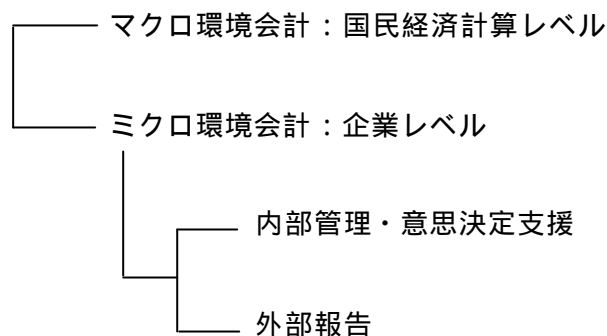 マクロ環境会計：国民経済計算レベル
ミクロ環境会計：企業レベル
内部管理・意思決定支援
外部報告